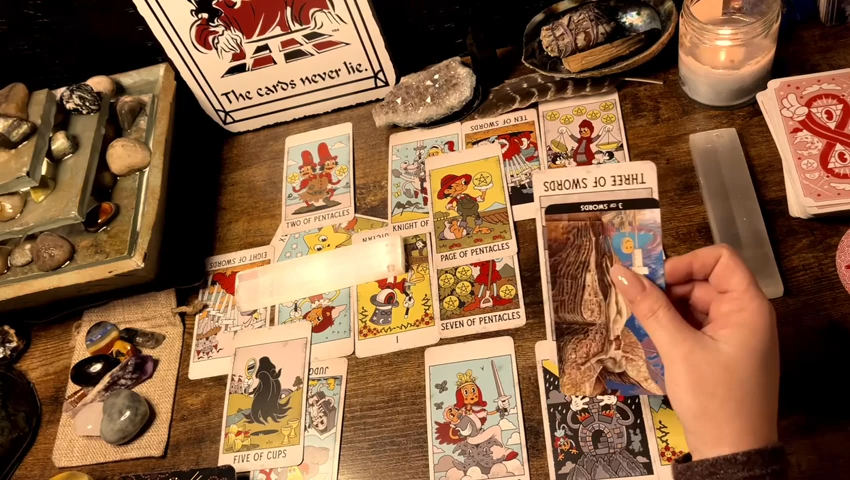 The cards never lie.
TEN OF SWORDS
THREE OF SWORDS
3 OF SWORDS
TWO OF PENTACLES
KNIGHT OF
PAGE OF PENTACLES
EIGHT OF SWORDS
ICIAN
I
SEVEN OF PENTACLES
JUDG
FIVE OF CUPS